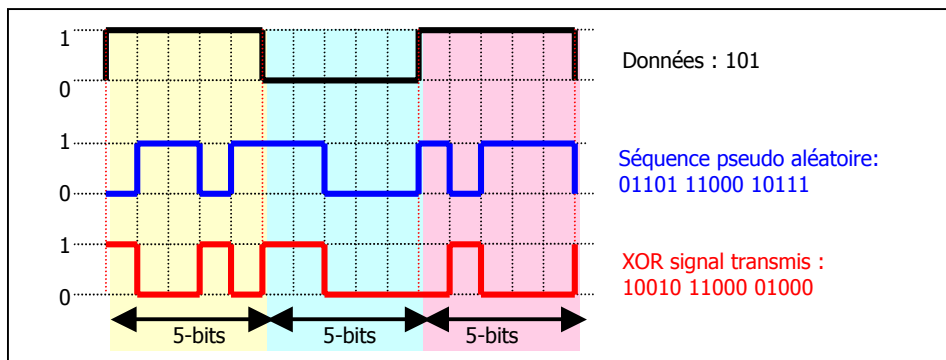 1
0
Données : 101
1
0
Séquence pseudo aléatoire:
01101 11000 10111
1
0
XOR signal transmis :
10010 11000 01000
5-bits 5-bits 5-bits